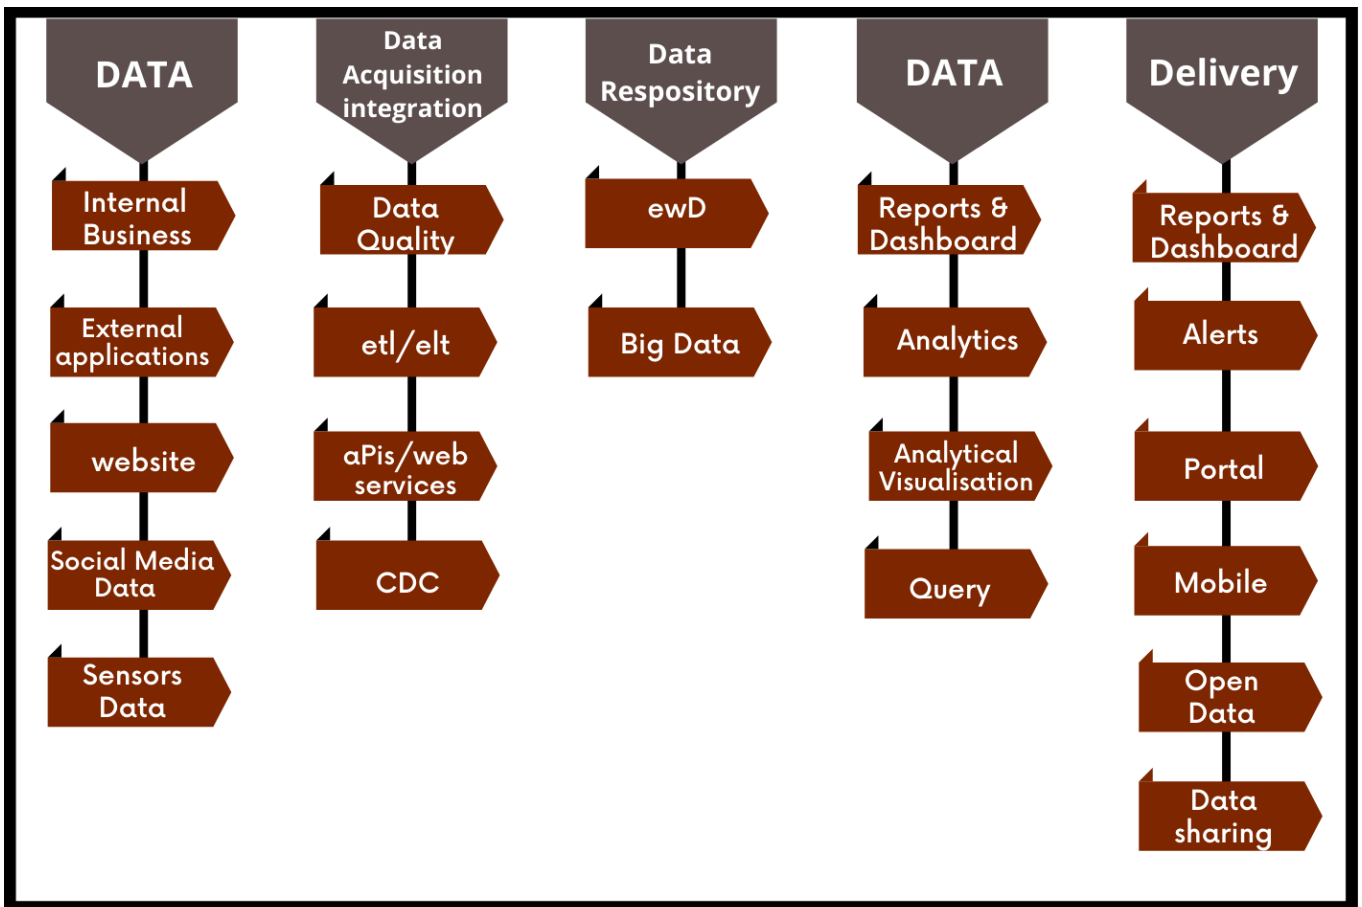 DATA
Internal
Business
External
applications
website
Social Media
Data
Sensors
Data
Data
Acquisition
integration
Data
Quality
etl/elt
aPis/web
services
CDC
Data
Respository
ewD
Big Data
DATA
Reports &
Dashboard
Analytics
Analytical
Visualisation
Query
Delivery
Reports &
Dashboard
Alerts
Portal
Mobile
Open
Data
Data
sharing